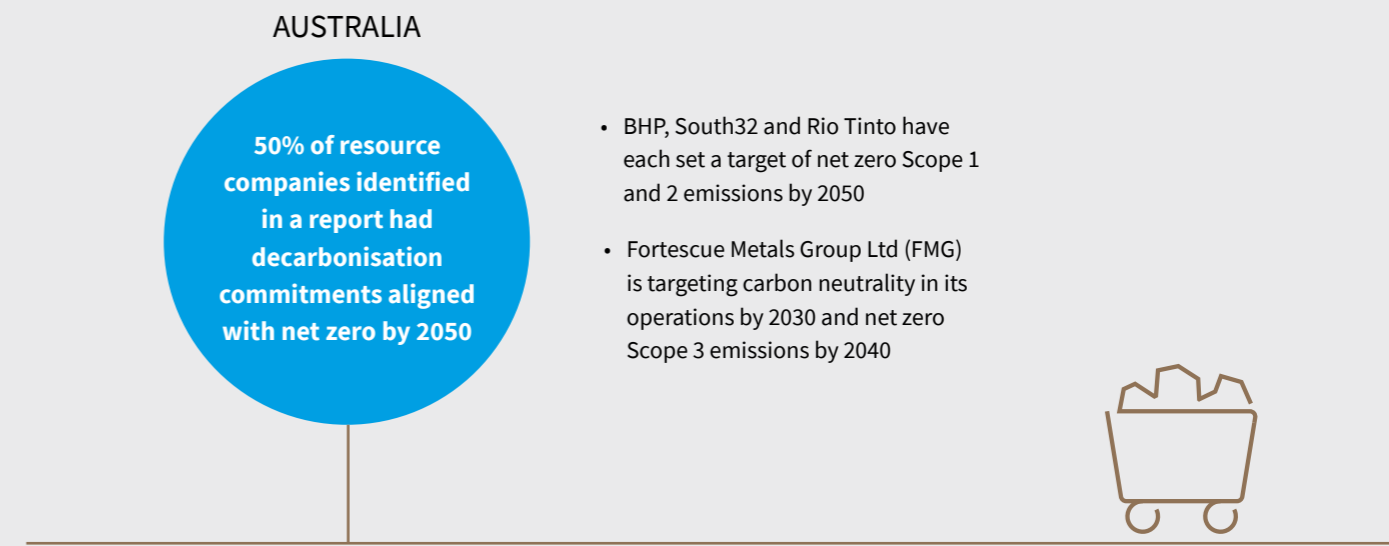 AUSTRALIA
50% of resource
companies identified
in a report had
decarbonisation
commitments aligned
with net zero by 2050
• BHP, South32 and Rio Tinto have
each set a target of net zero Scope 1
and 2 emissions by 2050
• Fortescue Metals Group Ltd (FMG)
is targeting carbon neutrality in its
operations by 2030 and net zero
Scope 3 emissions by 2040